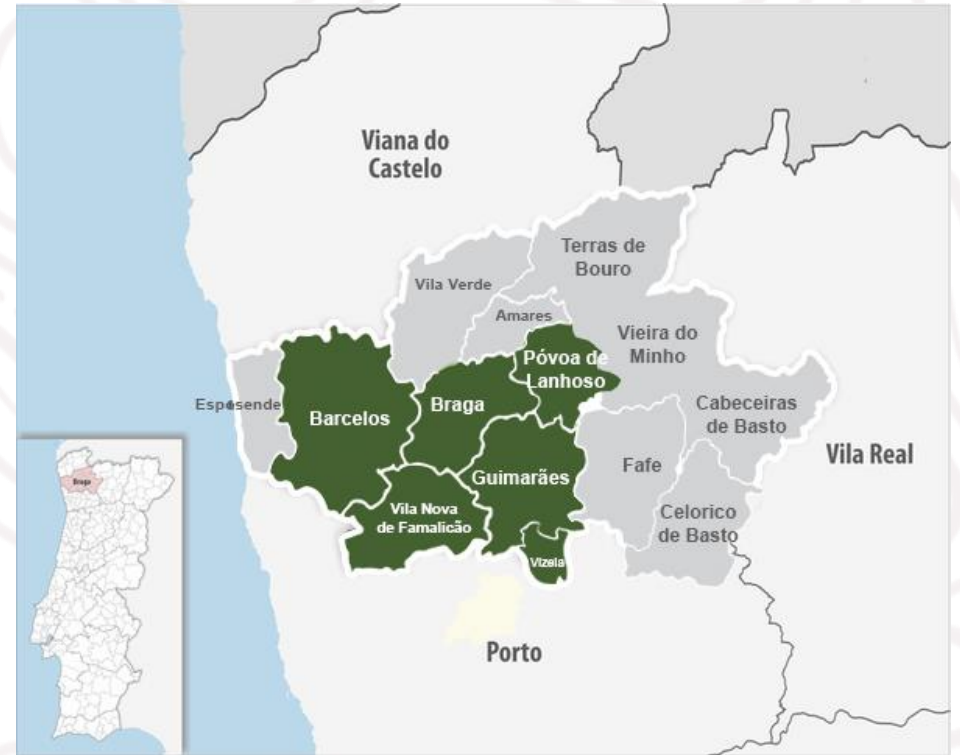 Viana do
Castelo
Terras de
Bouro
Vila Verde
Amares
Vieira do
Minho
Póvoa de
Lanhoso
Esposende
Barcelos
Braga
Cabeceiras
de Basto
Vila Real
Guimarães
Fafe
Vila Nova
de Famalicão
Celorico
de Basto
Vizela
Porto
Braga